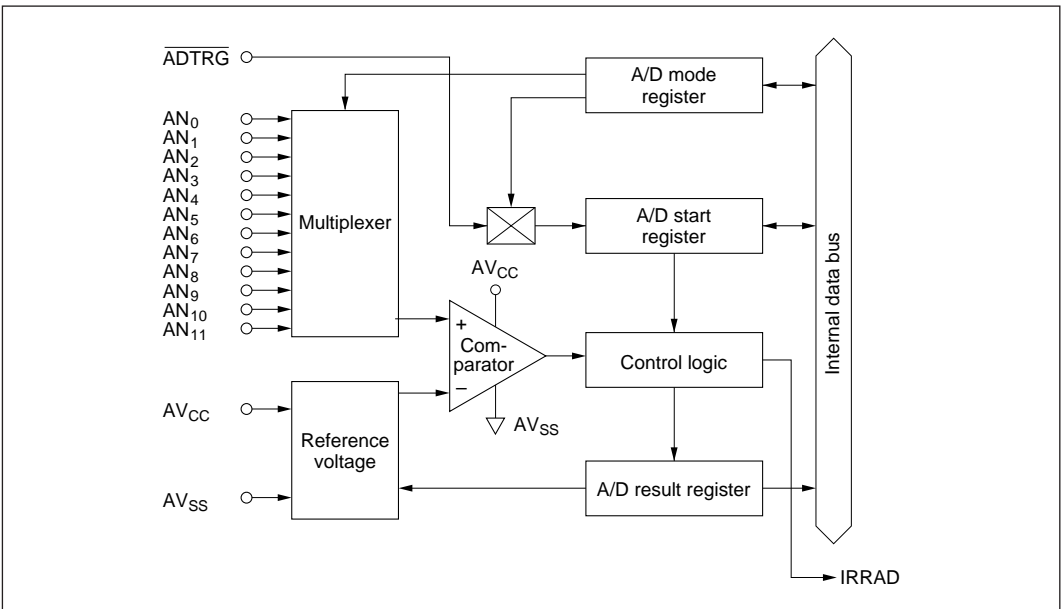 ADTRG
AN0
AN1
AN2
AN3
AN4
AN5
AN6
AN7
AN8
AN9
AN10
AN11
Multiplexer
A/D mode
register
A/D start
register
AVCC
+
Com-
parator
−
AVSS
Control logic
AVCC
AVSS
Reference
voltage
A/D result register
Internal data bus
IRRAD